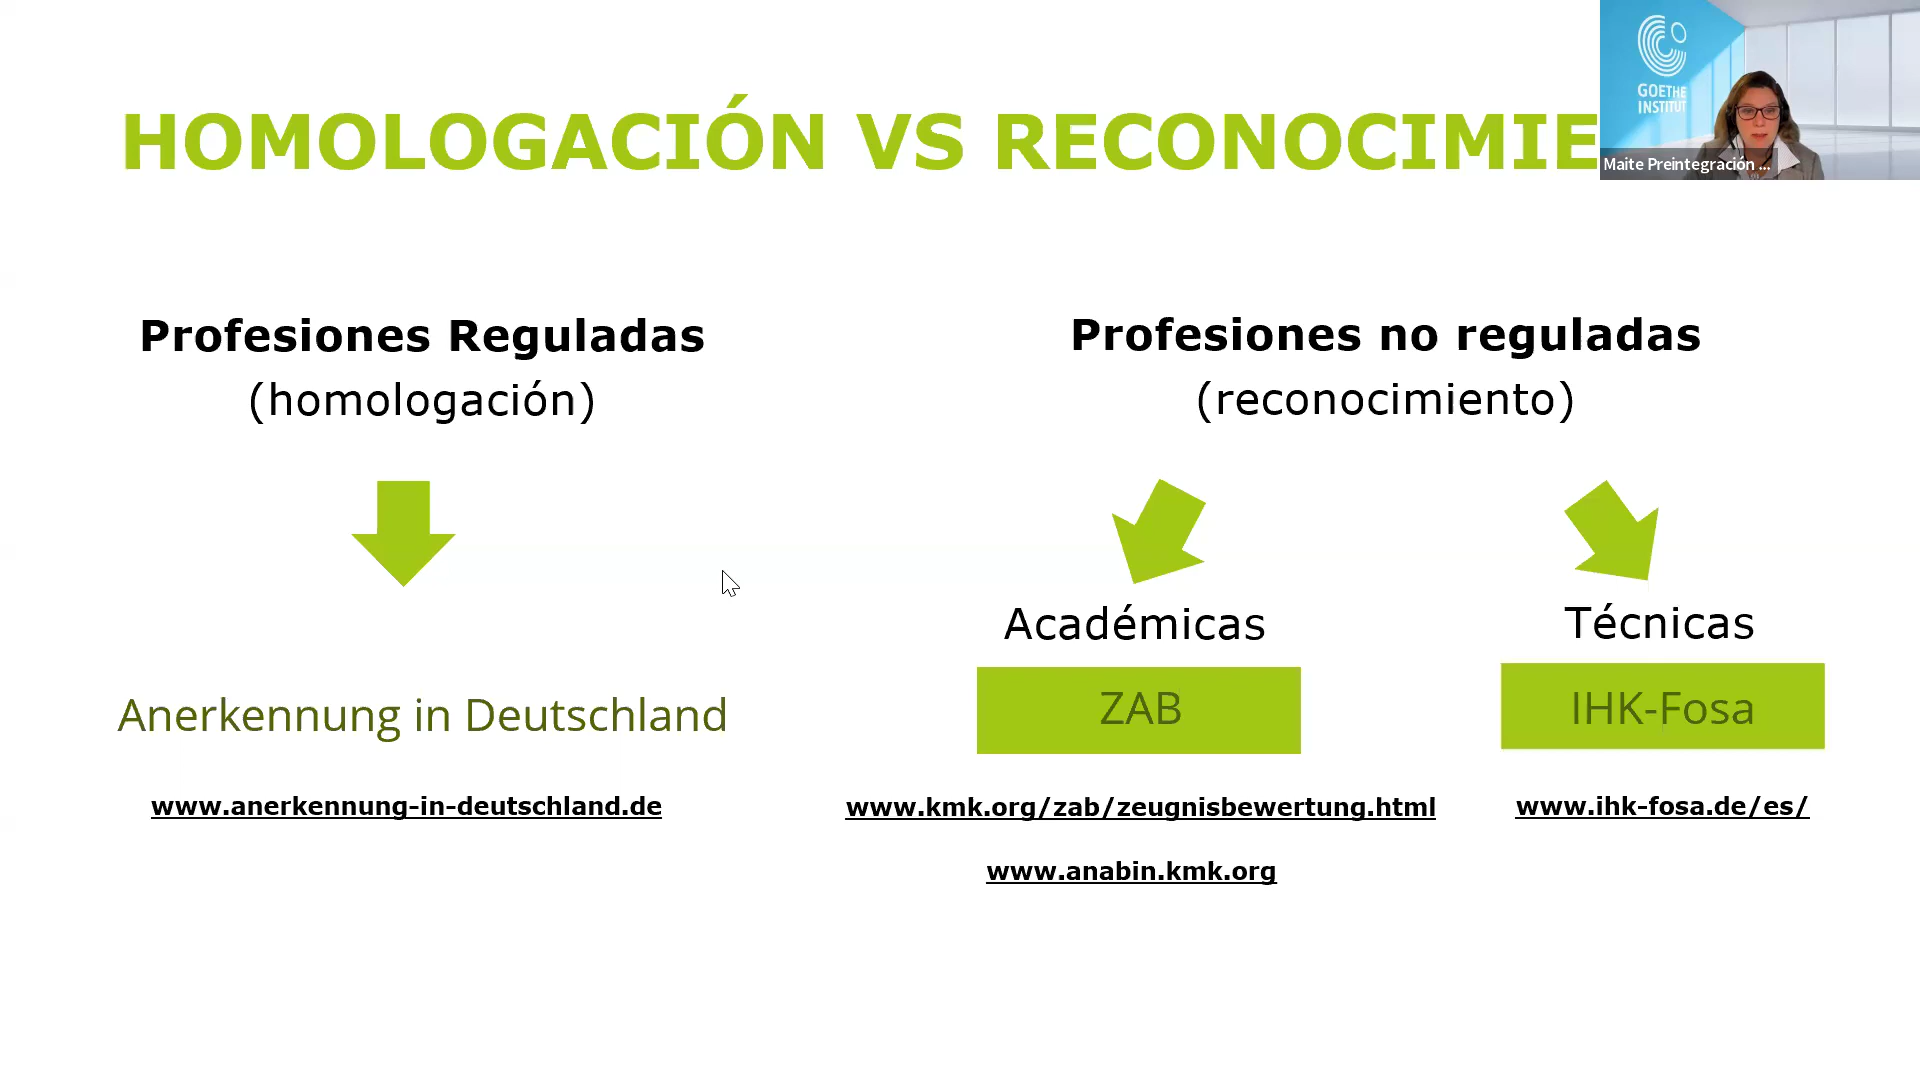 HOMOLOGACIÓN VS RECONOCIMIE
GOETHE
INSTITUT
Maite Preintegración ...
Profesiones Reguladas
(homologación)
Profesiones no reguladas
(reconocimiento)
Anerkennung in Deutschland
www.anerkennung-in-deutschland.de
Académicas
ZAB
www.kmk.org/zab/zeugnisbewertung.html
www.anabin.kmk.org
Técnicas
IHK-Fosa
www.ihk-fosa.de/es/